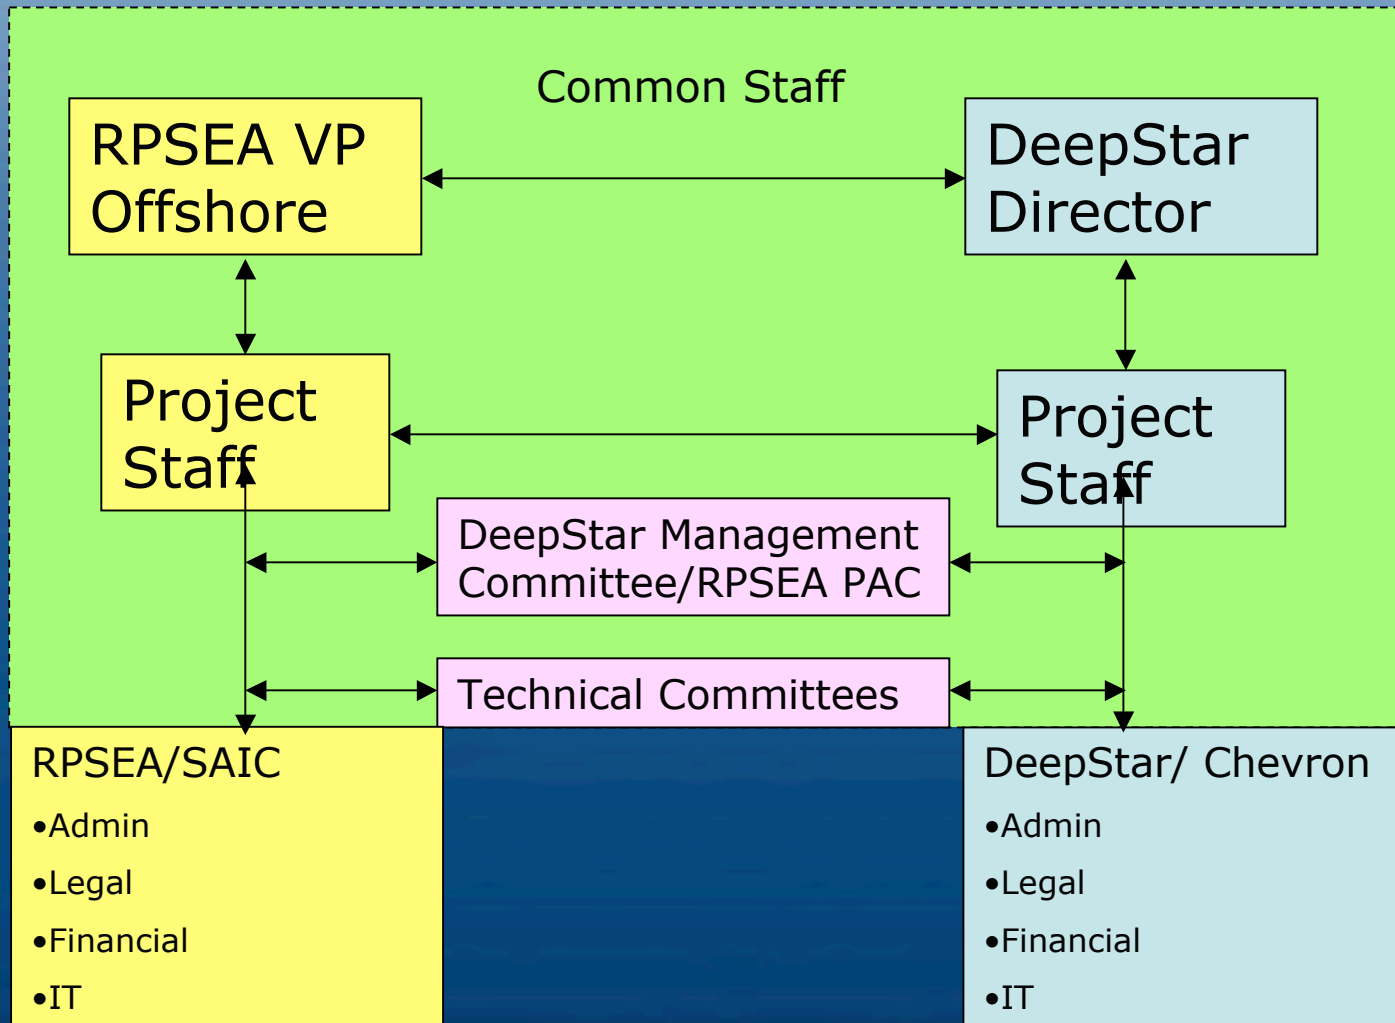 Common Staff
RPSEA VP
Offshore
DeepStar
Director
Project
Staff
Project
Staff
DeepStar Management
Committee/RPSEA PAC
Technical Committees
RPSEA/SAIC
•Admin
•Legal
•Financial
•IT
DeepStar/ Chevron
•Admin
•Legal
•Financial
•IT